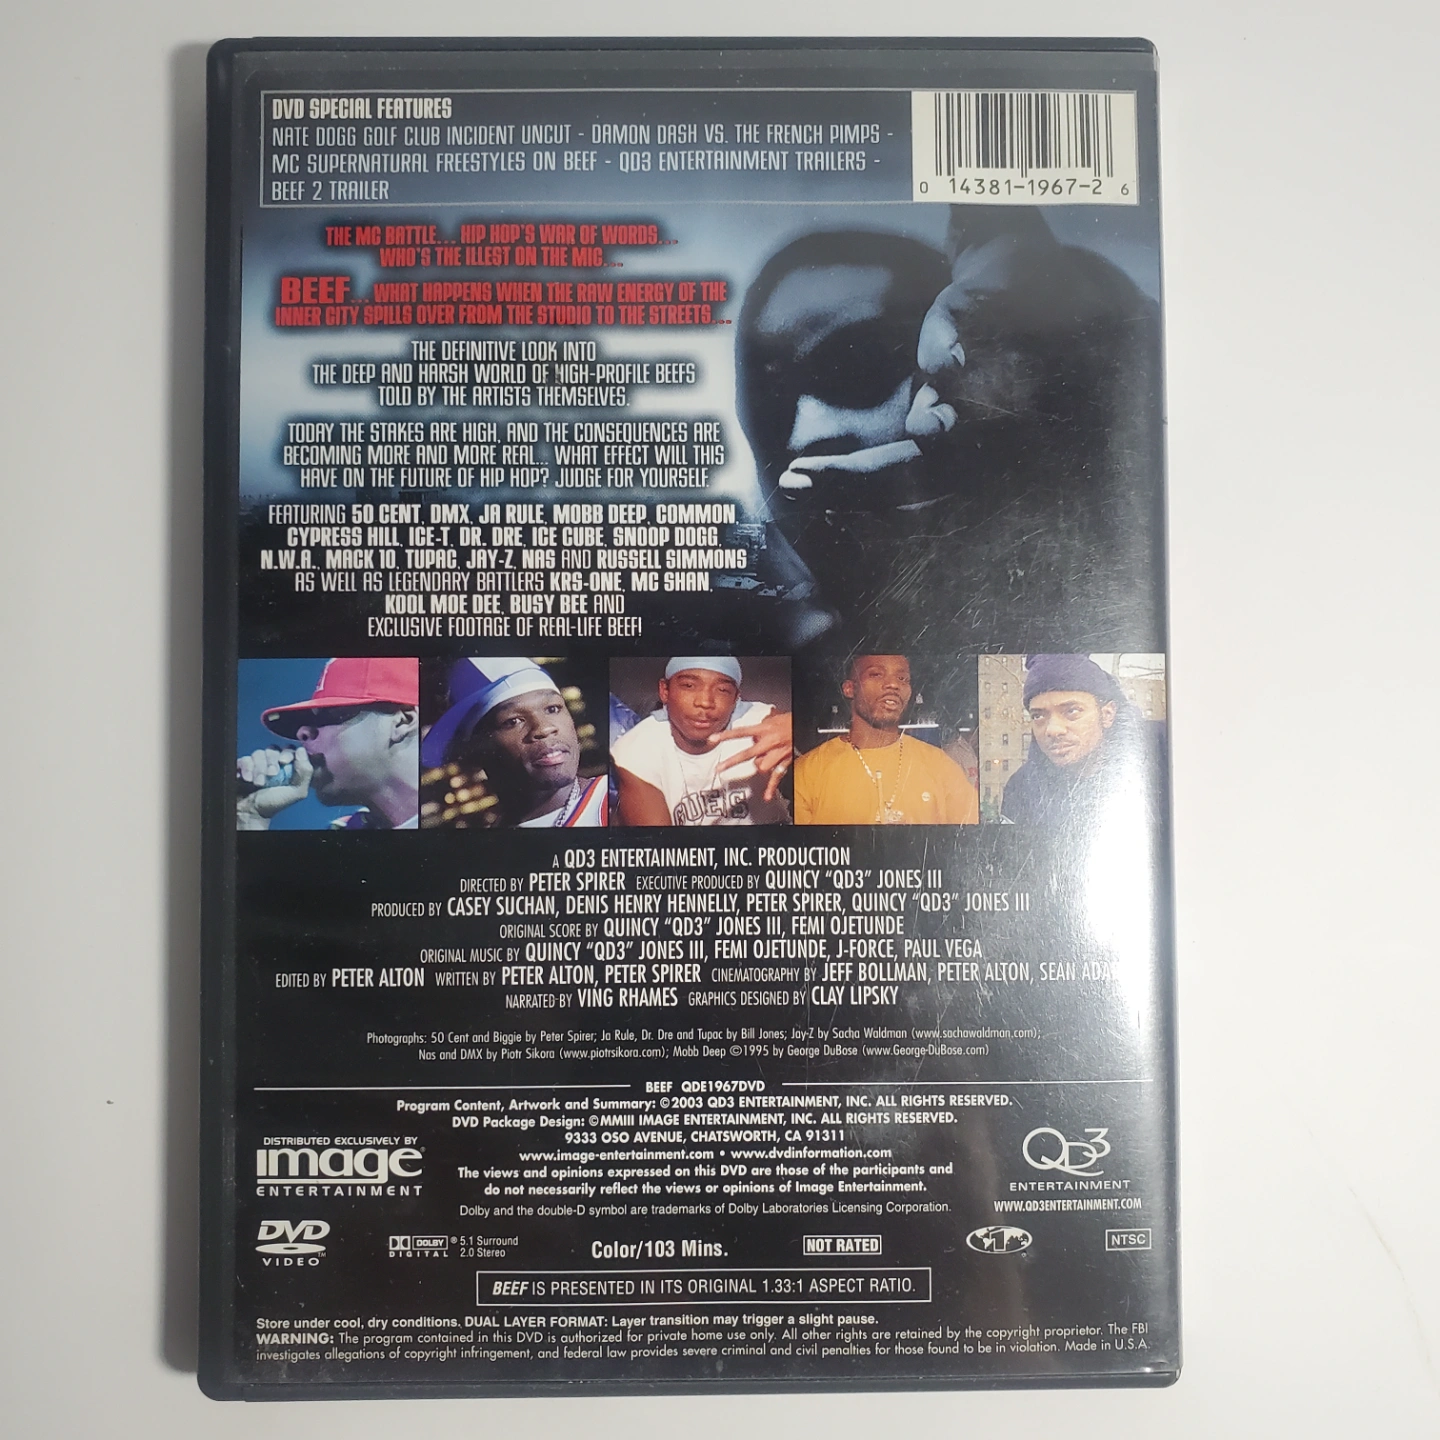 DVD SPECIAL FEATURES
NATE DOGG GOLF CLUB INCIDENT UNCUT - DAMON DASH VS. THE FRENCH PIMPS -
MC SUPERNATURAL FREESTYLES ON BEEF - QD3 ENTERTAINMENT TRAILERS -
BEEF 2 TRAILER
0 14381-1967-2 6
THE MC BATTLE... HIP HOP'S WAR OF WORDS...
WHO'S THE ILLEST ON THE MIC...
BEEF... WHAT HAPPENS WHEN THE RAW ENERGY OF THE
INNER CITY SPILLS OVER FROM THE STUDIO TO THE STREETS...
THE DEFINITIVE LOOK INTO
THE DEEP AND HARSH WORLD OF HIGH-PROFILE BEEFS
TOLD BY THE ARTISTS THEMSELVES.
TODAY THE STAKES ARE HIGH, AND THE CONSEQUENCES ARE
BECOMING MORE AND MORE REAL... WHAT EFFECT WILL THIS
HAVE ON THE FUTURE OF HIP HOP? JUDGE FOR YOURSELF.
FEATURING 50 CENT, DMX, JA RULE, MOBB DEEP, COMMON,
CYPRESS HILL, ICE-T, DR. DRE, ICE CUBE, SNOOP DOGG,
N.W.A., MACK 10, TUPAC, JAY-Z, NAS AND RUSSELL SIMMONS
AS WELL AS LEGENDARY BATTLERS KRS-ONE, MC SHAN,
KOOL MOE DEE, BUSY BEE AND
EXCLUSIVE FOOTAGE OF REAL-LIFE BEEF!
A QD3 ENTERTAINMENT, INC. PRODUCTION
DIRECTED BY PETER SPIRER EXECUTIVE PRODUCED BY QUINCY "QD3" JONES III
PRODUCED BY CASEY SUCHAN, DENIS HENRY HENNELLY, PETER SPIRER, QUINCY "QD3" JONES III
ORIGINAL SCORE BY QUINCY "QD3" JONES III, FEMI OJETUNDE
ORIGINAL MUSIC BY QUINCY "QD3" JONES III, FEMI OJETUNDE, J-FORCE, PAUL VEGA
EDITED BY PETER ALTON WRITTEN BY PETER ALTON, PETER SPIRER CINEMATOGRAPHY BY JEFF BOLLMAN, PETER ALTON, SEAN
NARRATED BY VING RHAMES GRAPHICS DESIGNED BY CLAY LIPSKY
Photographs: 50 Cent and Biggie by Peter Spirer; Ja Rule, Dr. Dre and Tupac by Bill Jones; Jay-Z by Sacha Waldman (www.sachawaldman.com);
Nas and DMX by Piotr Sikora (www.piotrsikora.com); Mobb Deep ©1995 by George DuBose (www.George-DuBose.com)
BEEF QDE1967DVD
Program Content, Artwork and Summary: ©2003 QD3 ENTERTAINMENT, INC. ALL RIGHTS RESERVED.
DVD Package Design: ©MMIII IMAGE ENTERTAINMENT, INC. ALL RIGHTS RESERVED.
9333 OSO AVENUE, CHATSWORTH, CA 91311
www.image-entertainment.com • www.dvdinformation.com
The views and opinions expressed on this DVD are those of the participants and
do not necessarily reflect the views or opinions of Image Entertainment.
Dolby and the double-D symbol are trademarks of Dolby Laboratories Licensing Corporation.
DISTRIBUTED EXCLUSIVELY BY
image®
ENTERTAINMENT
QD3
ENTERTAINMENT
WWW.QD3ENTERTAINMENT.COM
DVD
VIDEO™
DOLBY® 5.1 Surround
DIGITAL 2.0 Stereo
Color/103 Mins.
NOT RATED
1
NTSC
BEEF IS PRESENTED IN ITS ORIGINAL 1.33:1 ASPECT RATIO.
Store under cool, dry conditions. DUAL LAYER FORMAT: Layer transition may trigger a slight pause.
WARNING: The program contained in this DVD is authorized for private home use only. All other rights are retained by the copyright proprietor. The FBI
investigates allegations of copyright infringement, and federal law provides severe criminal and civil penalties for those found to be in violation. Made in U.S.A.